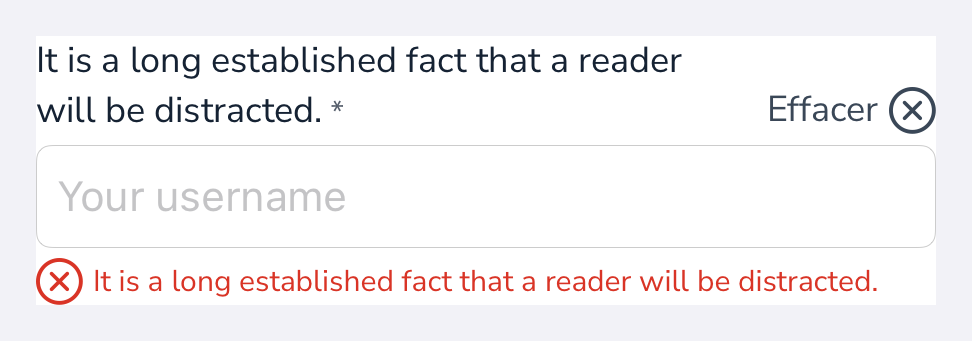 It is a long established fact that a reader
will be distracted. *
Effacer
Your username
It is a long established fact that a reader will be distracted.